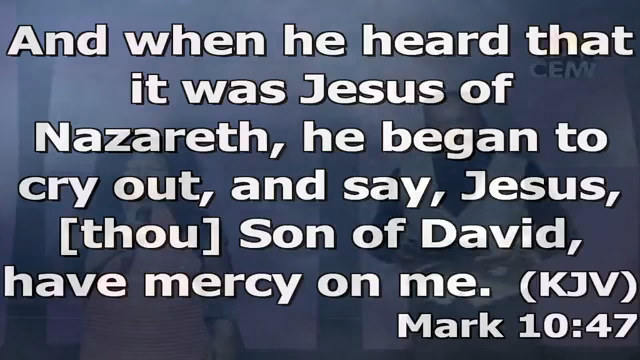 And when he heard that
it was Jesus of
Nazareth, he began to
cry out, and say, Jesus,
[thou] Son of David,
have mercy on me. (KJV)
Mark 10:47